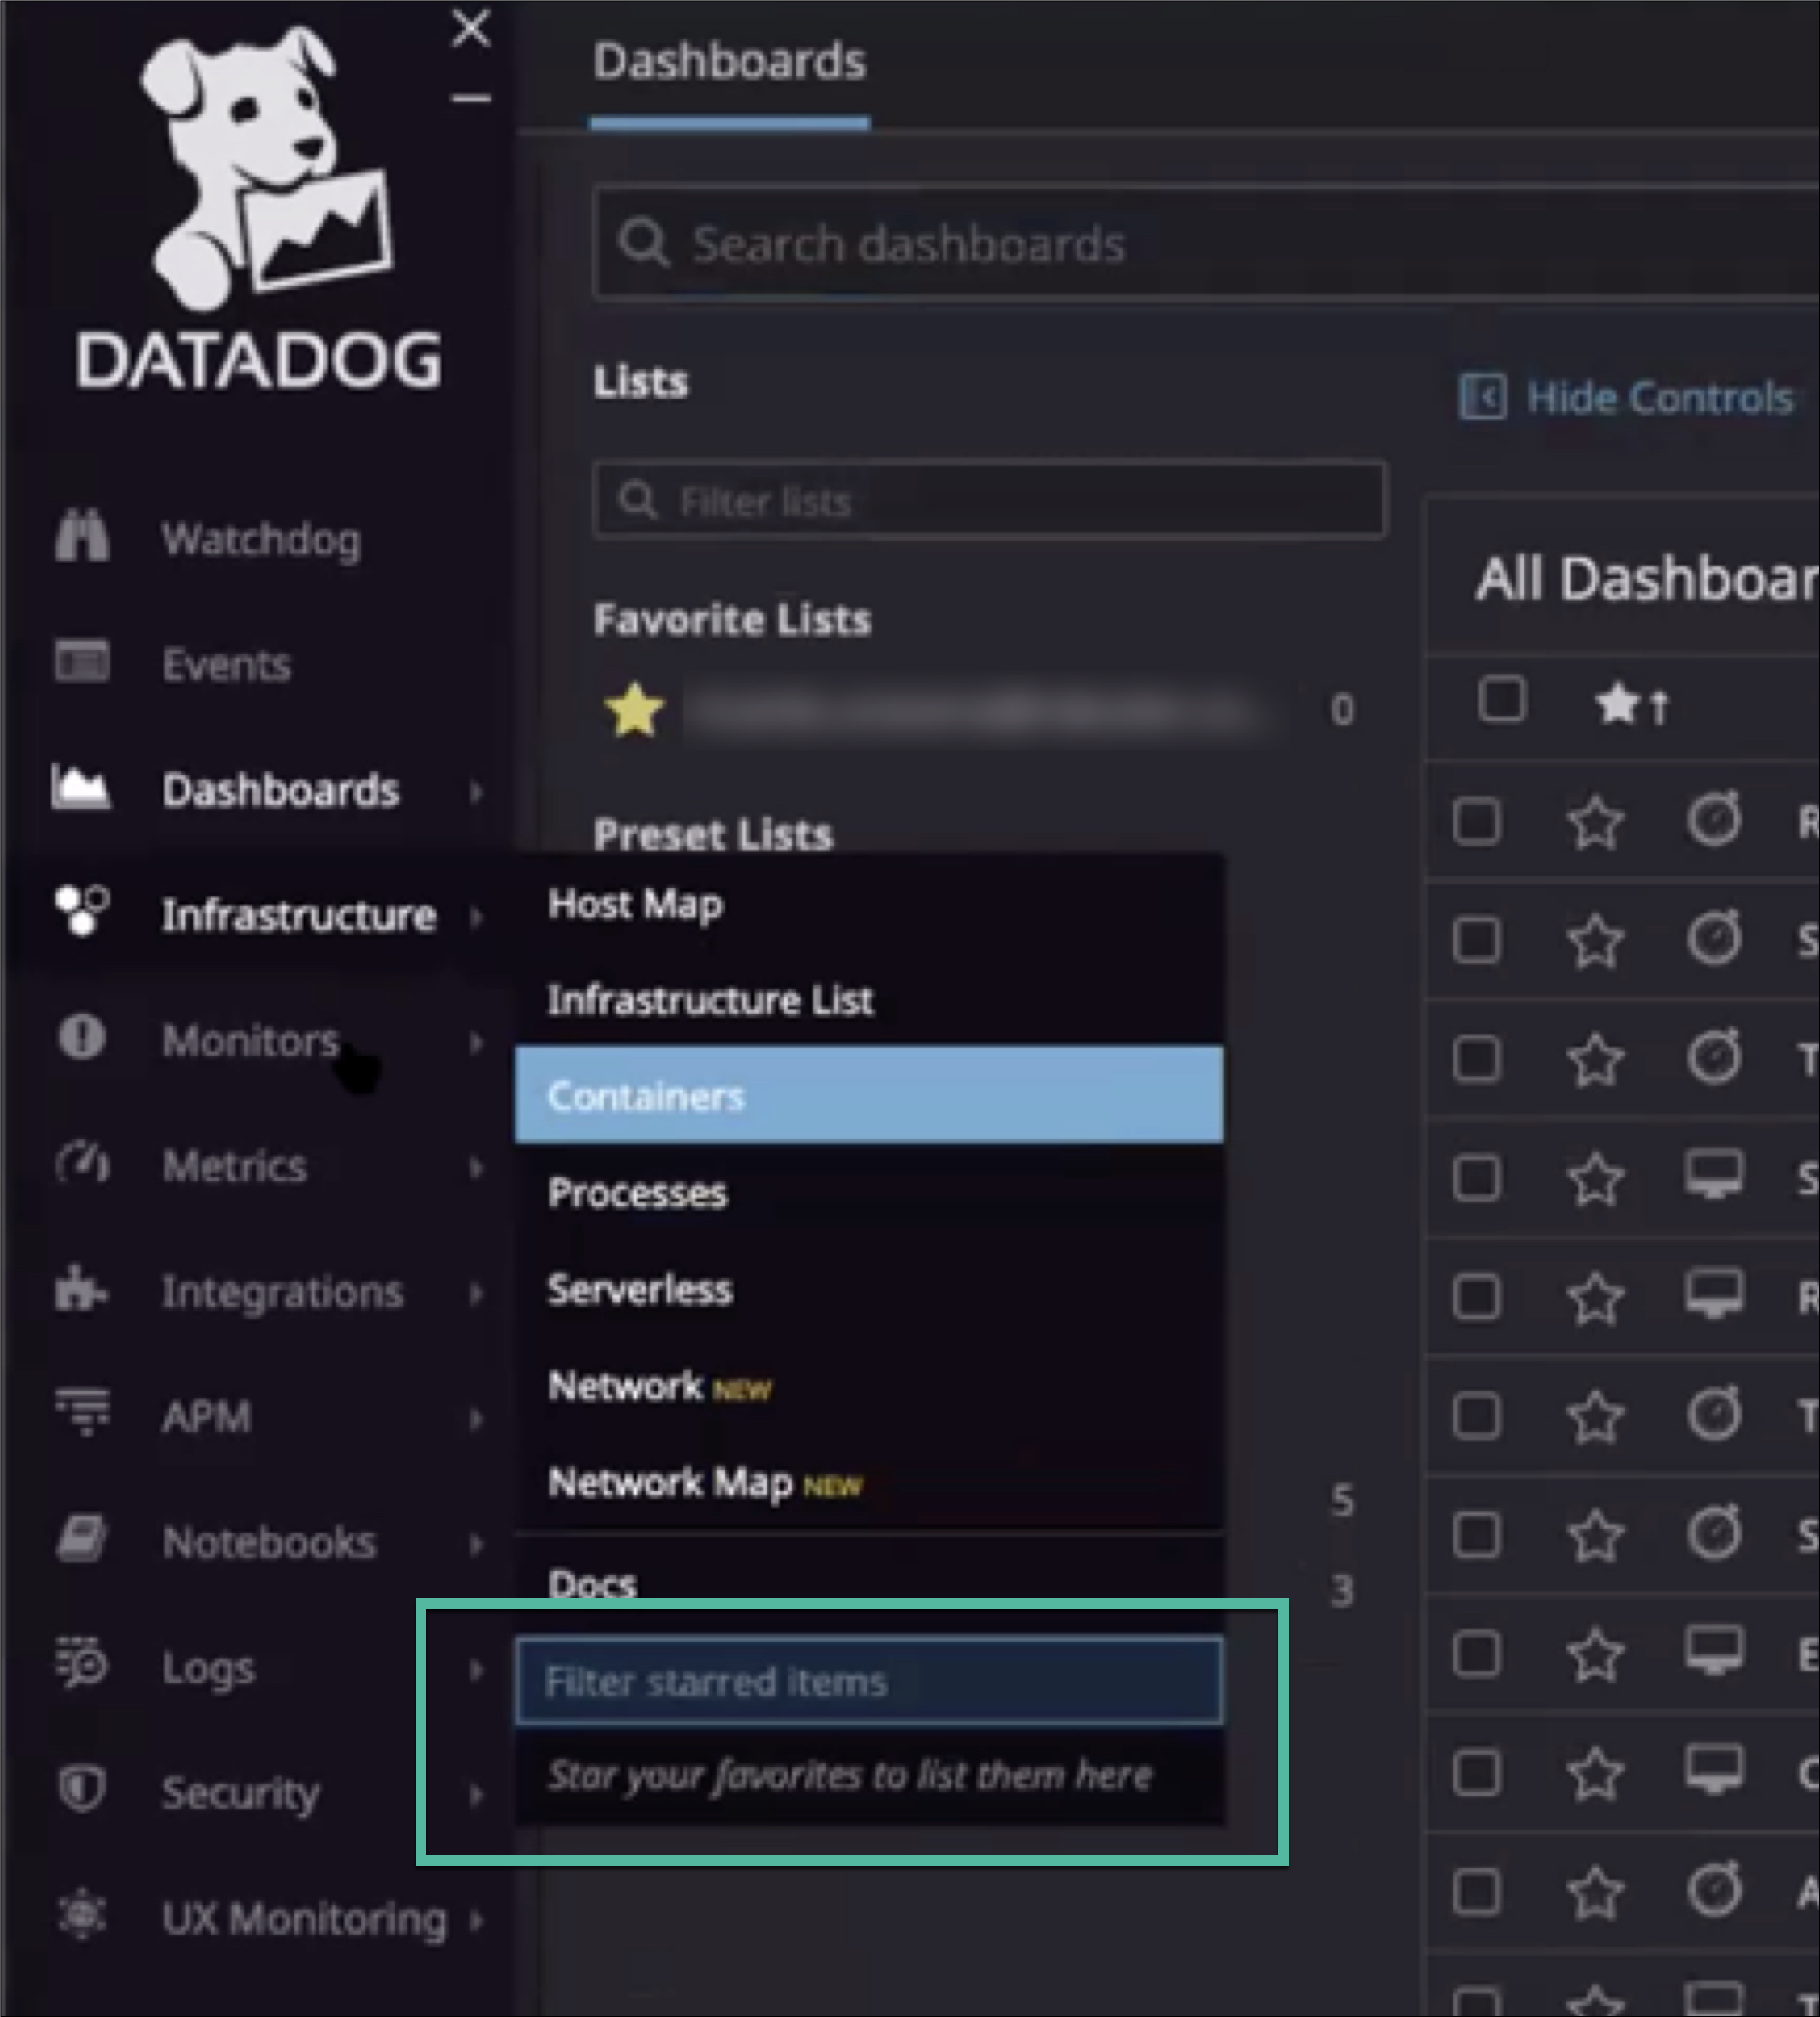 DATADOG
Watchdog
Events
Dashboards
Infrastructure
Monitors
Metrics
Integrations
APM
Notebooks
Logs
Security
UX Monitoring
Dashboards
Search dashboards
Lists
Filter lists
Favorite Lists
0
Preset Lists
Host Map
Infrastructure List
Containers
Processes
Serverless
Network NEW
Network Map NEW
Docs
Filter starred items
Star your favorites to list them here
5
3
Hide Controls
All Dashboar
R
S
T
S
R
T
S
E
C
A
T